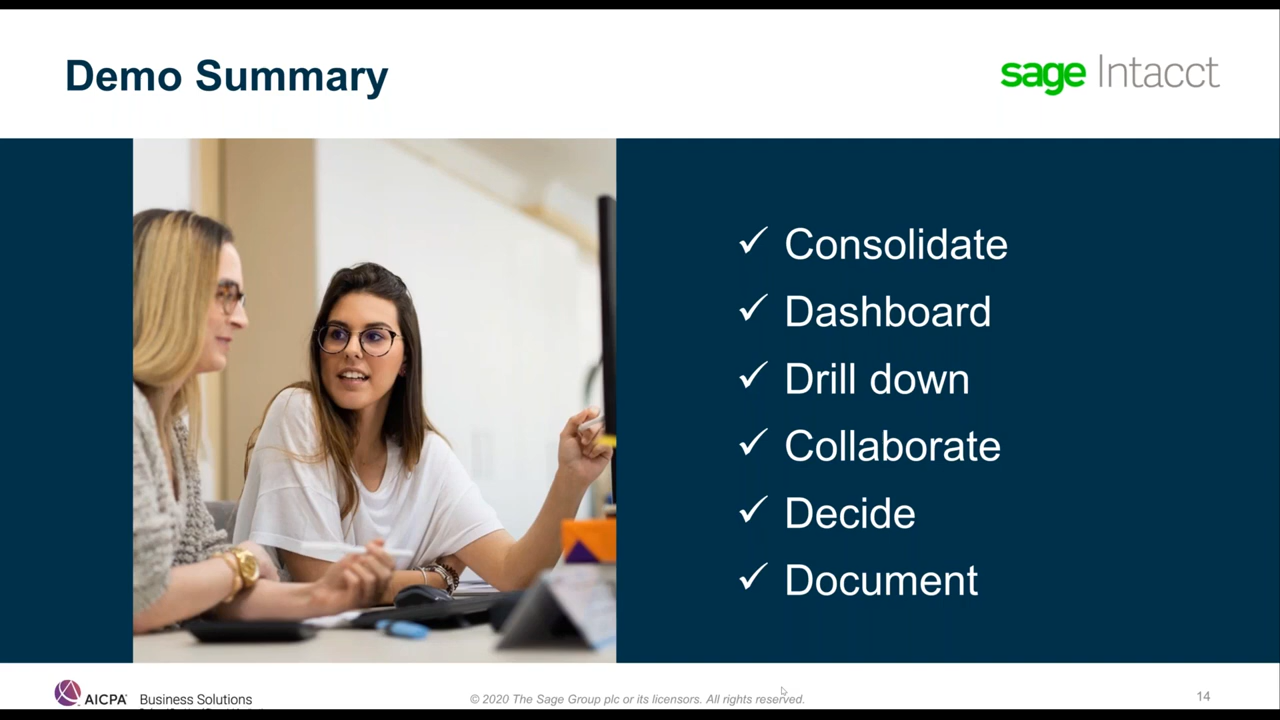 Demo Summary
sage Intacct
✓ Consolidate
✓ Dashboard
✓ Drill down
✓ Collaborate
✓ Decide
✓ Document
AICPA Business Solutions
© 2020 The Sage Group plc or its licensors. All rights reserved.
14